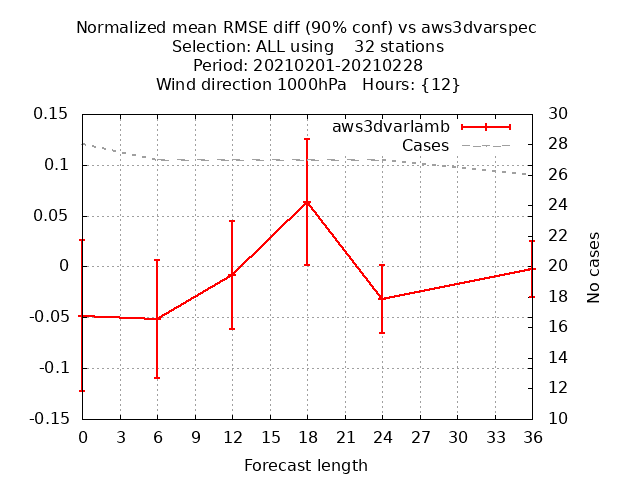 Normalized mean RMSE diff (90% conf) vs aws3dvarspec
Selection: ALL using    32 stations
Period: 20210201-20210228
Wind direction 1000hPa   Hours: {12}
aws3dvarlamb
Cases
0.15
0.1
0.05
0
-0.05
-0.1
-0.15
30
28
26
24
22
20
18
16
14
12
10
No cases
0 3 6 9 12 15 18 21 24 27 30 33 36
Forecast length